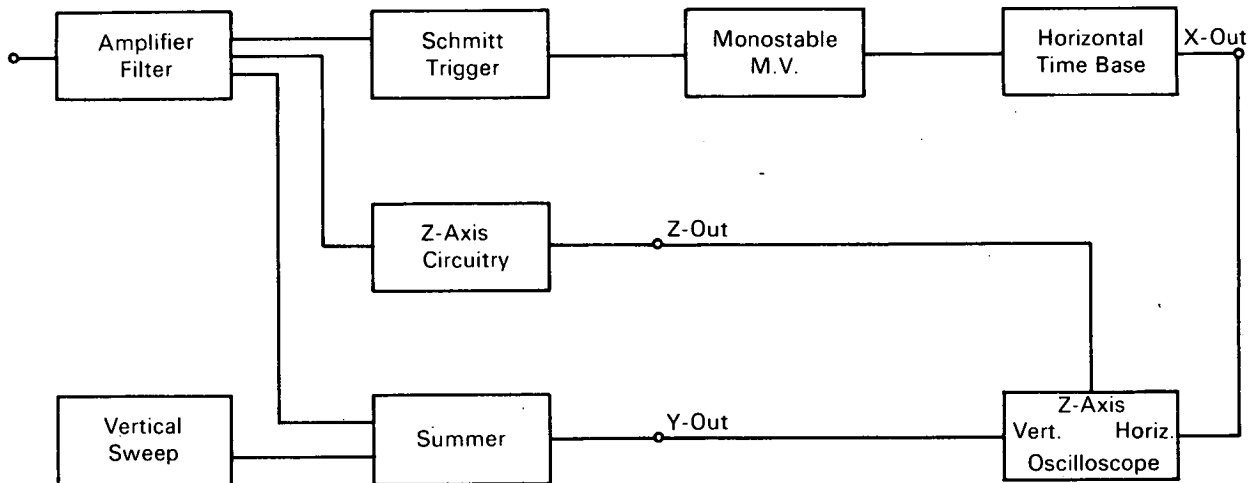 Amplifier
Filter
Schmitt
Trigger
Monostable
M.V.
Horizontal
Time Base
X-Out
Z-Axis
Circuitry
Z-Out
Vertical
Sweep
Summer
Y-Out
Z-Axis
Vert. Horiz.
Oscilloscope